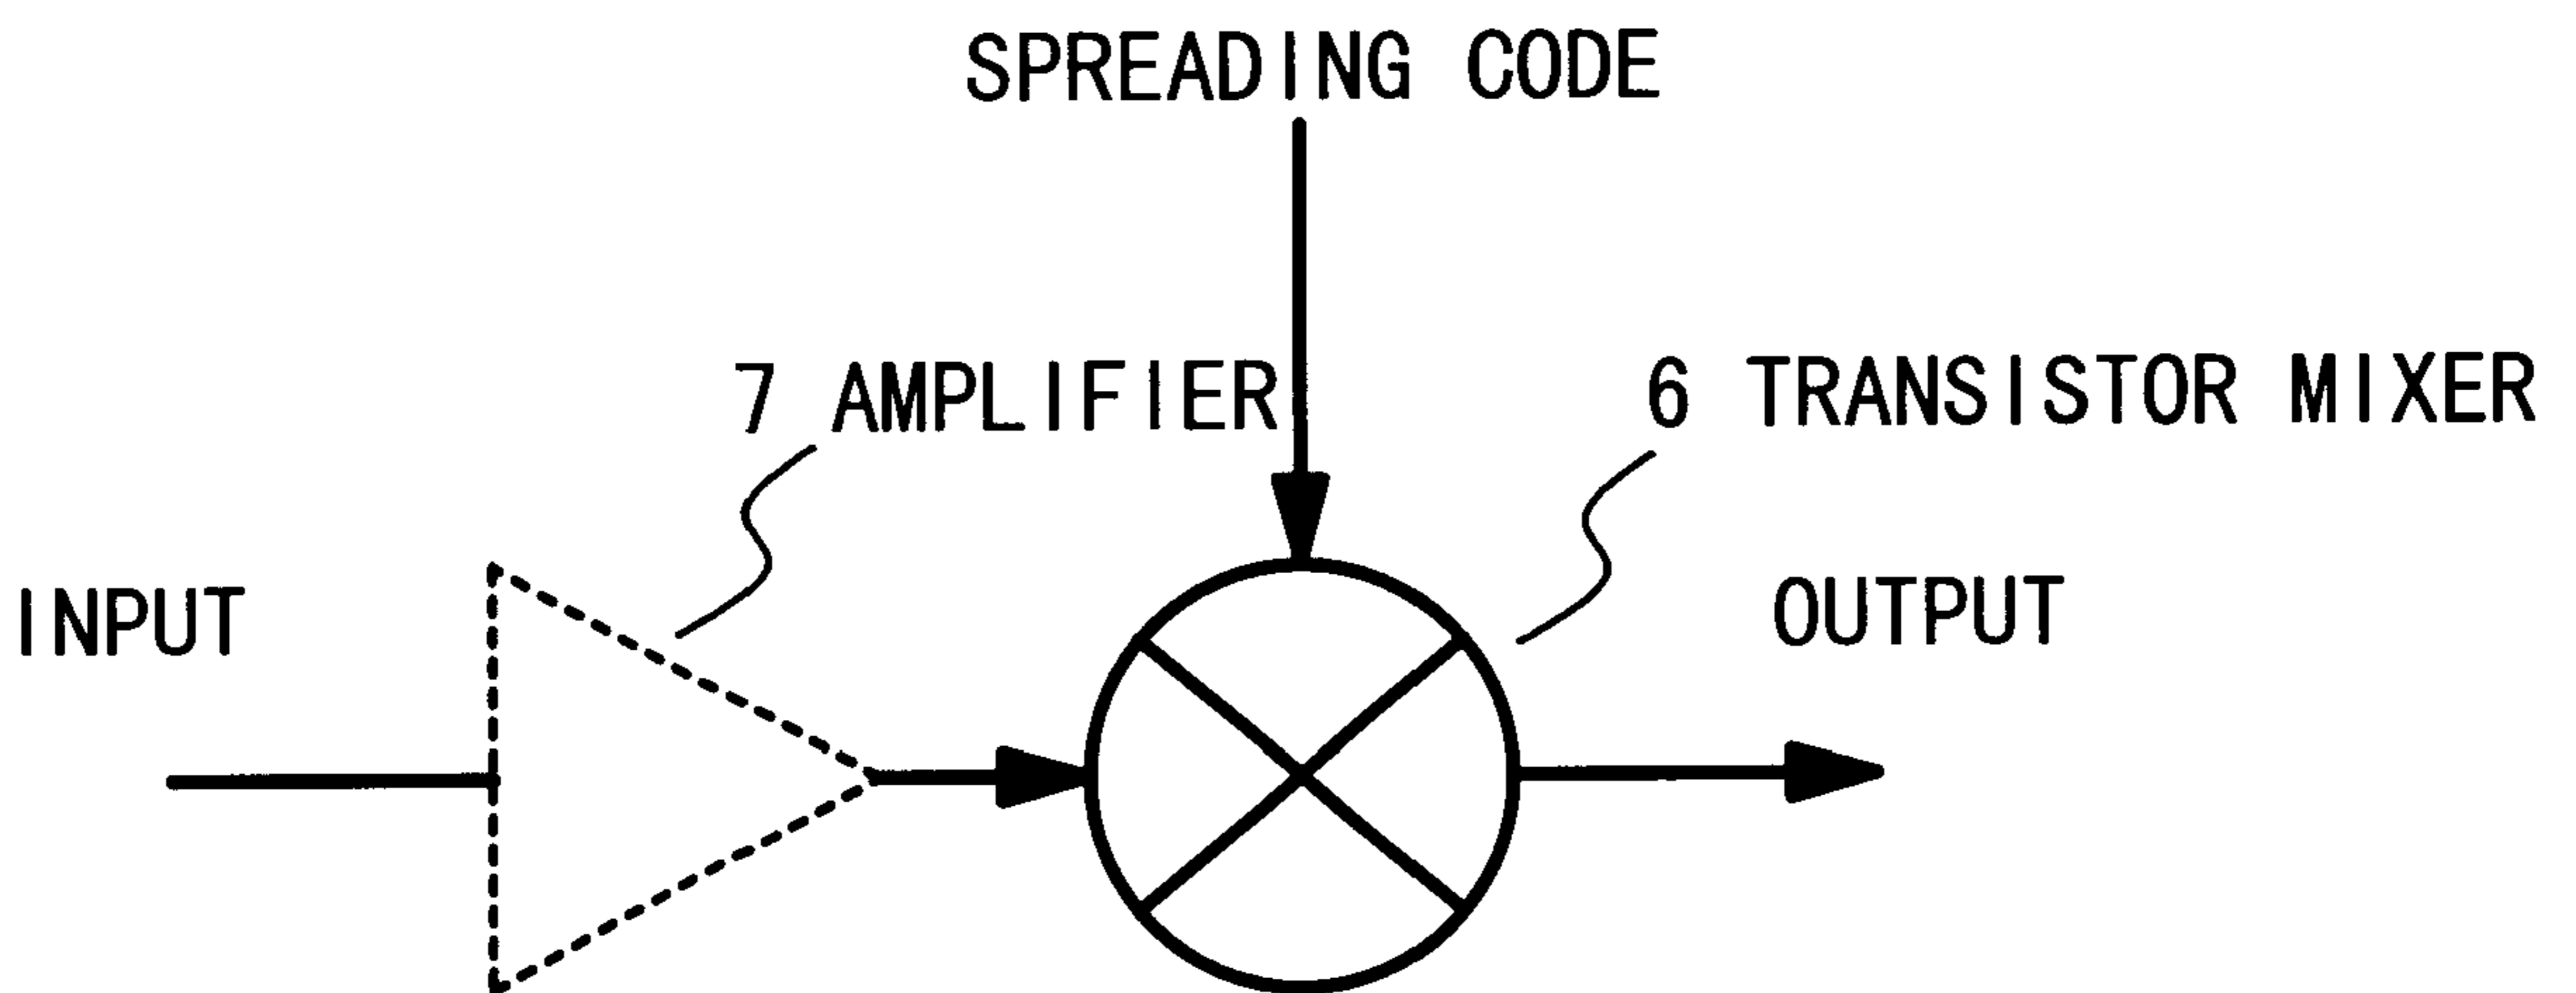 SPREADING CODE
7 AMPLIFIER
6 TRANSISTOR MIXER
INPUT
OUTPUT